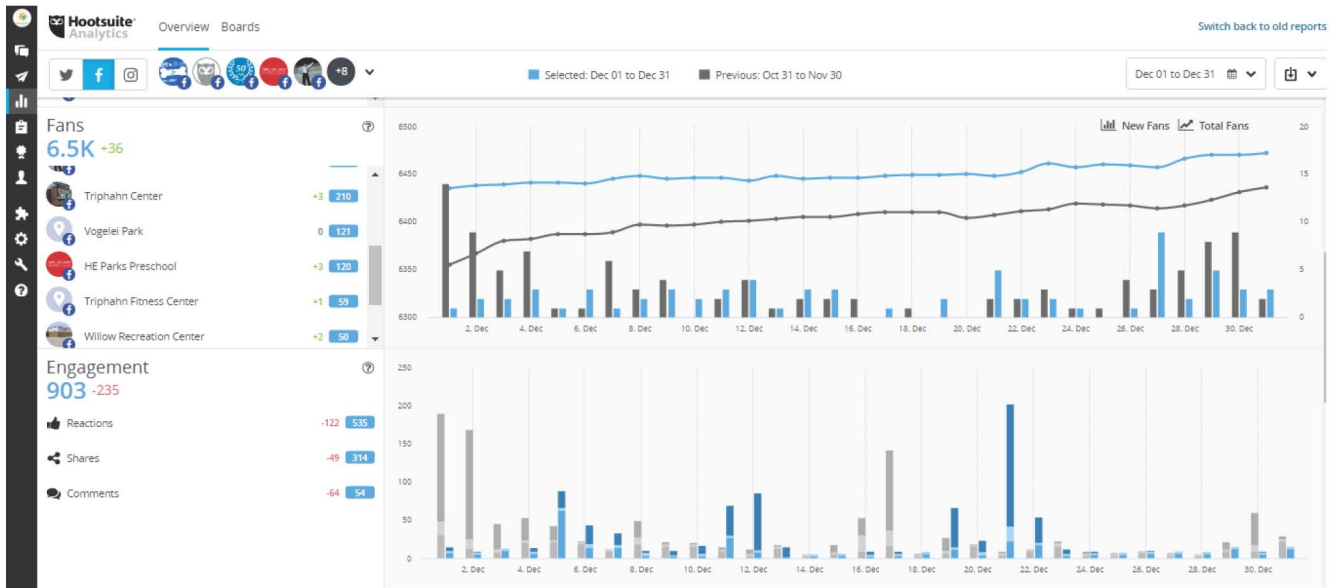 Hootsuite™
Analytics
Overview Boards
Switch back to old reports
+8
Selected: Dec 01 to Dec 31 Previous: Oct 31 to Nov 30
Dec 01 to Dec 31
Fans
6.5K +36
Triphahn Center +3 210
Vogelei Park 0 121
HE Parks Preschool +3 120
Triphahn Fitness Center +1 59
Willow Recreation Center +2 50
New Fans Total Fans
6500 20
6450 15
6400 10
6350 5
6300 0
2. Dec 4. Dec 6. Dec 8. Dec 10. Dec 12. Dec 14. Dec 16. Dec 18. Dec 20. Dec 22. Dec 24. Dec 26. Dec 28. Dec 30. Dec
Engagement
903 -235
Reactions -122 535
Shares -49 314
Comments -64 54
250
200
150
100
50
0
2. Dec 4. Dec 6. Dec 8. Dec 10. Dec 12. Dec 14. Dec 16. Dec 18. Dec 20. Dec 22. Dec 24. Dec 26. Dec 28. Dec 30. Dec